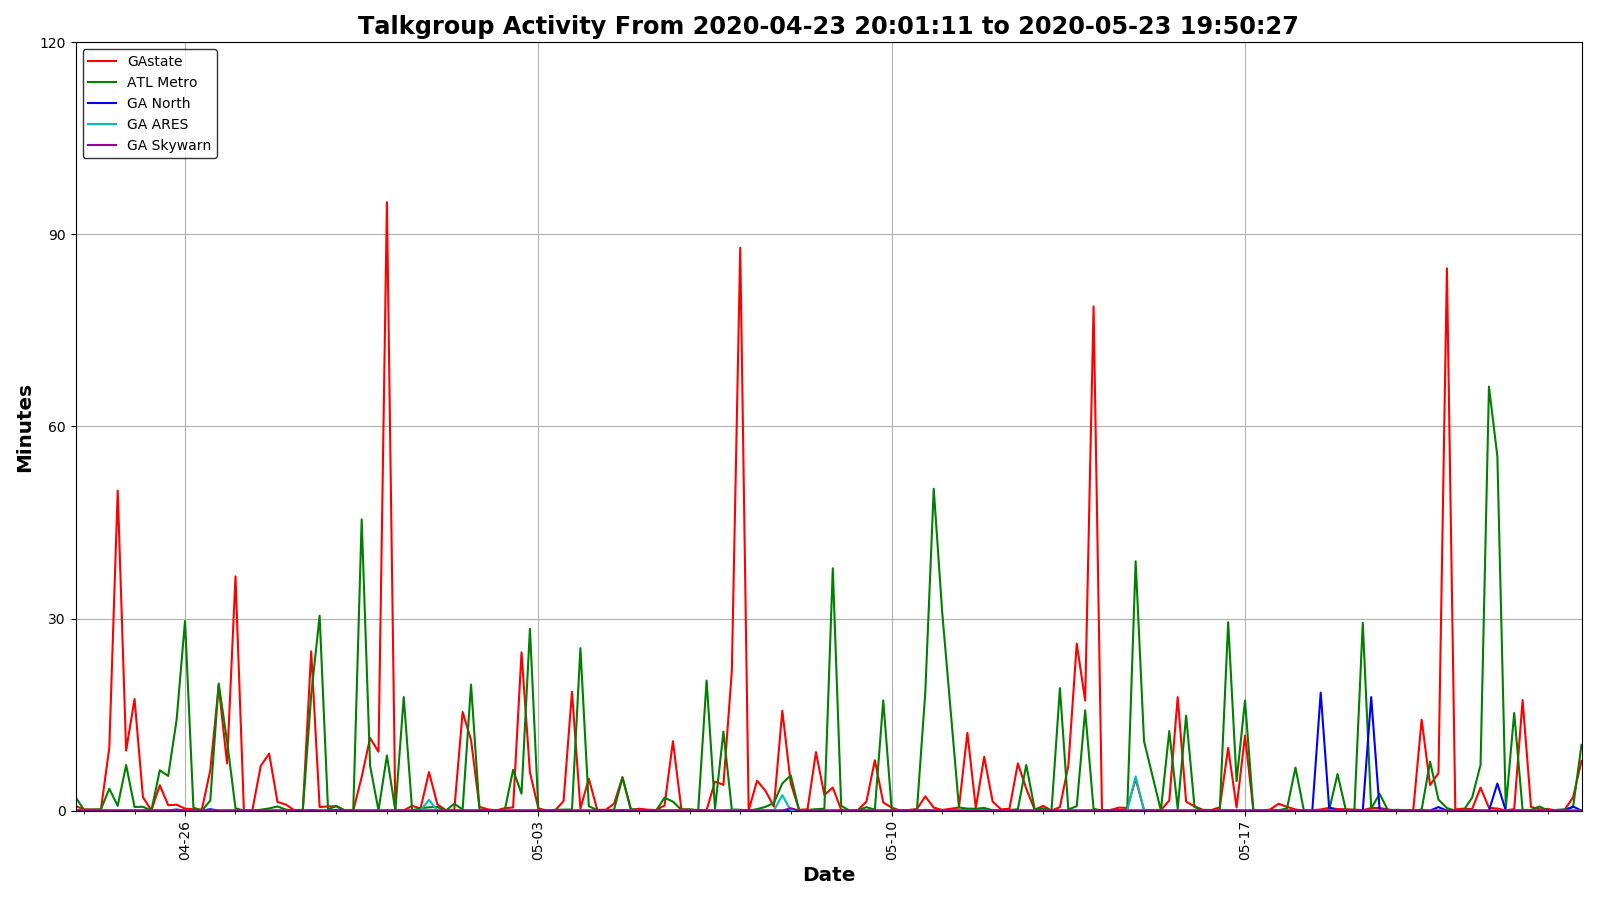 Talkgroup Activity From 2020-04-23 20:01:11 to 2020-05-23 19:50:27
GAstate
ATL Metro
GA North
GA ARES
GA Skywarn
120
90
60
30
0
Minutes
04-26
05-03
05-10
05-17
Date